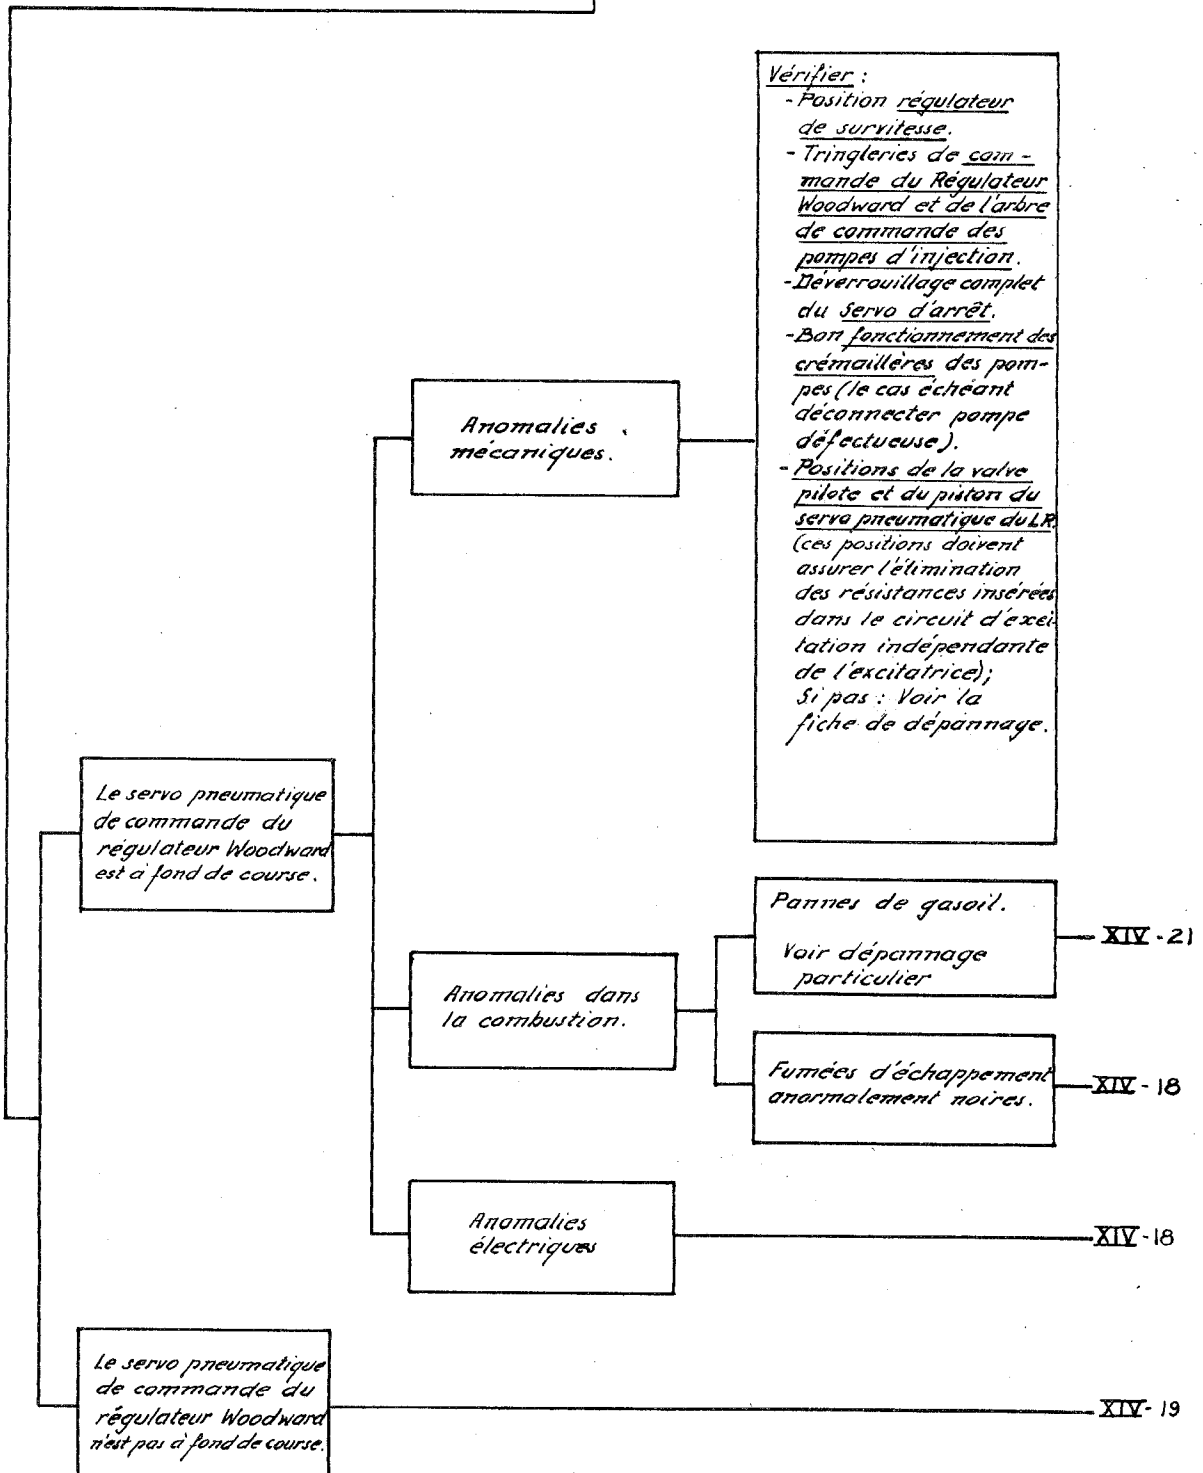 Vérifier :
- Position régulateur
de survitesse.
- Tringleries de com-
mande du Régulateur
Woodward et de l'arbre
de commande des
pompes d'injection.
- Déverrouillage complet
du Servo d'arrêt.
- Bon fonctionnement des
crémaillères des pom-
pes (le cas échéant
déconnecter pompe
défectueuse).
- Positions de la valve
pilote et du piston du
servo pneumatique du LR.
(ces positions doivent
assurer l'élimination
des résistances insérées
dans le circuit d'exci-
tation indépendante
de l'excitatrice);
Si pas : Voir la
fiche de dépannage.
Anomalies
mécaniques.
Le servo pneumatique
de commande du
régulateur Woodward
est à fond de course.
Pannes de gasoil.
Voir dépannage
particulier
XIV - 21
Anomalies dans
la combustion.
Fumées d'échappement
anormalement noires.
XIV - 18
Anomalies
électriques
XIV - 18
Le servo pneumatique
de commande du
régulateur Woodward
n'est pas à fond de course.
XIV - 19